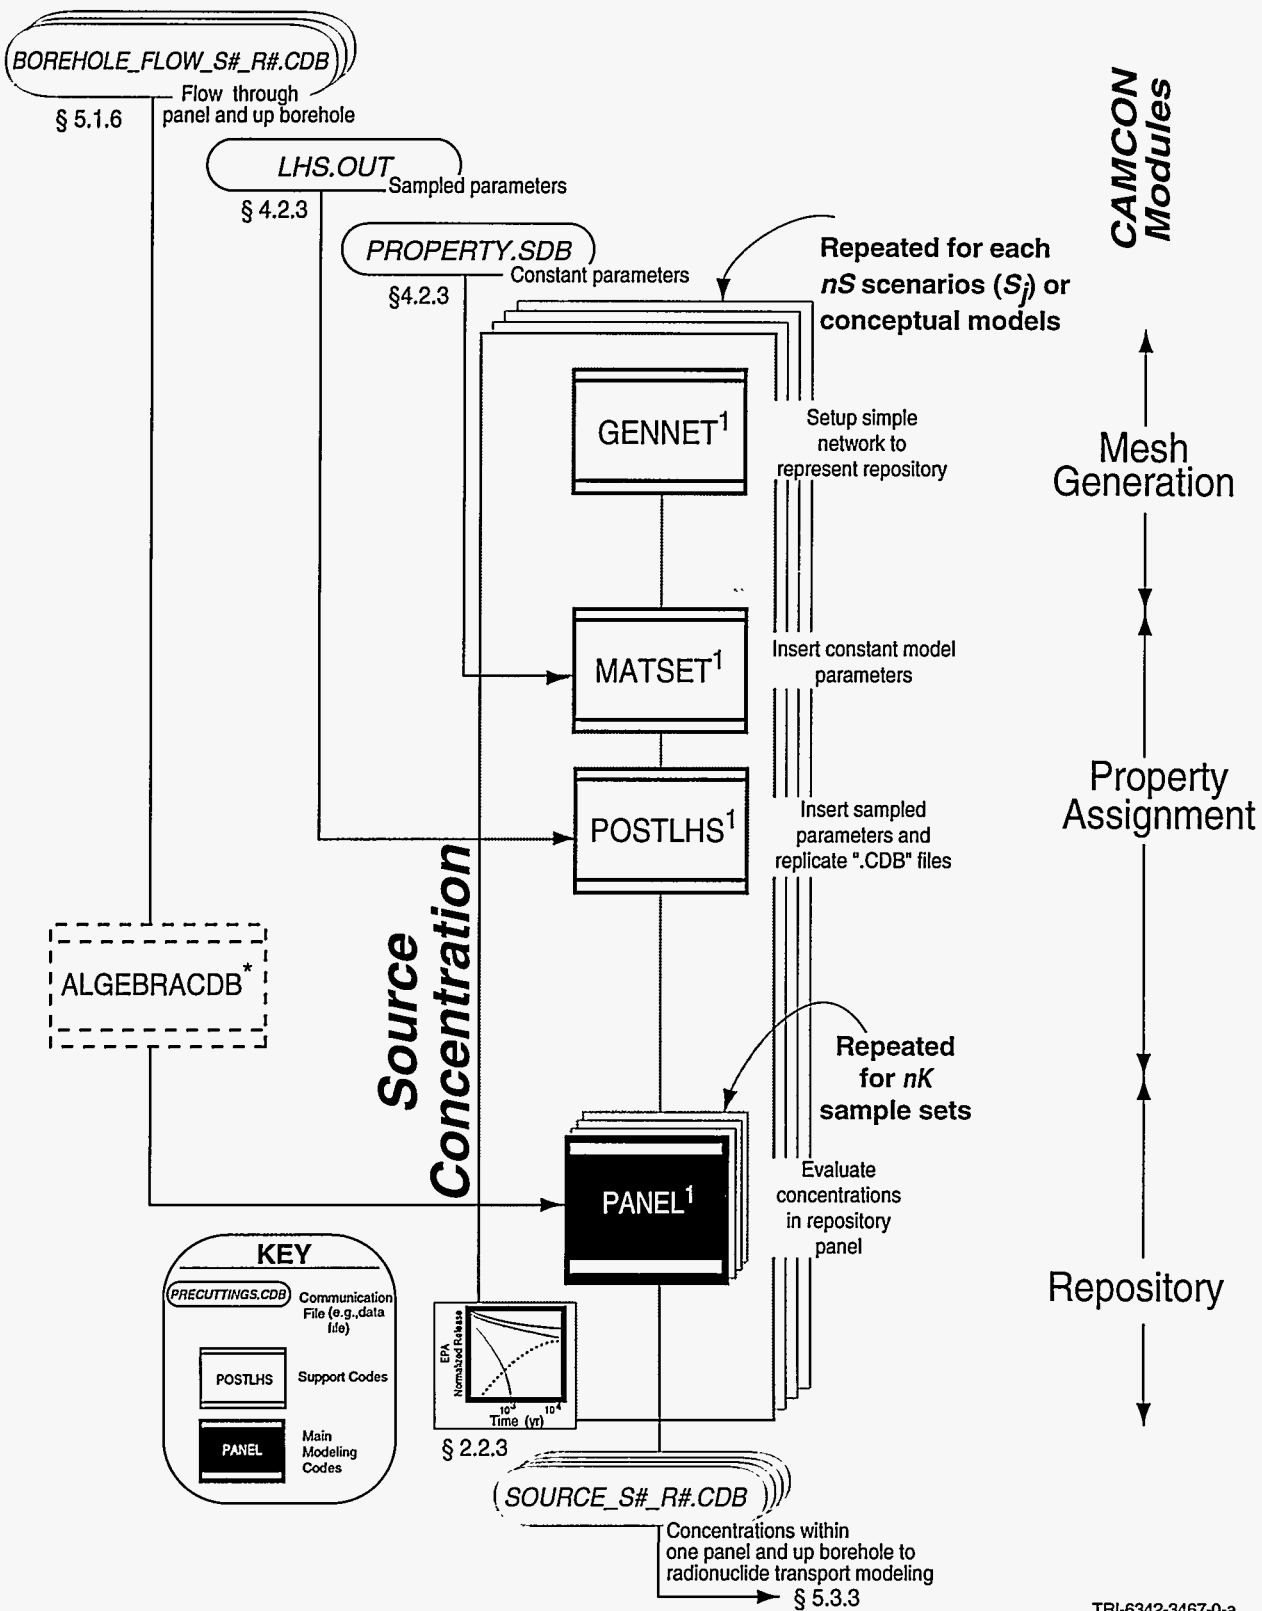 BOREHOLE_FLOW_S#_R#.CDB
Flow through
panel and up borehole
§ 5.1.6
LHS.OUT
Sampled parameters
§ 4.2.3
PROPERTY.SDB
Constant parameters
§4.2.3
CAMCON
Modules
Repeated for each
nS scenarios (Sj) or
conceptual models
GENNET1
Setup simple
network to
represent repository
Mesh
Generation
MATSET1
Insert constant model
parameters
Property
Assignment
POSTLHS1
Insert sampled
parameters and
replicate ".CDB" files
Source
Concentration
ALGEBRACDB*
Repeated
for nK
sample sets
PANEL1
Evaluate
concentrations
in repository
panel
Repository
KEY
PRECUTTINGS.CDB
Communication
File (e.g.,data
file)
POSTLHS
Support Codes
PANEL
Main
Modeling
Codes
EPA
Normalized Release
10³ 10⁴
Time (yr)
§ 2.2.3
SOURCE_S#_R#.CDB
Concentrations within
one panel and up borehole to
radionuclide transport modeling
§ 5.3.3
TRI-6342-3467-0-a